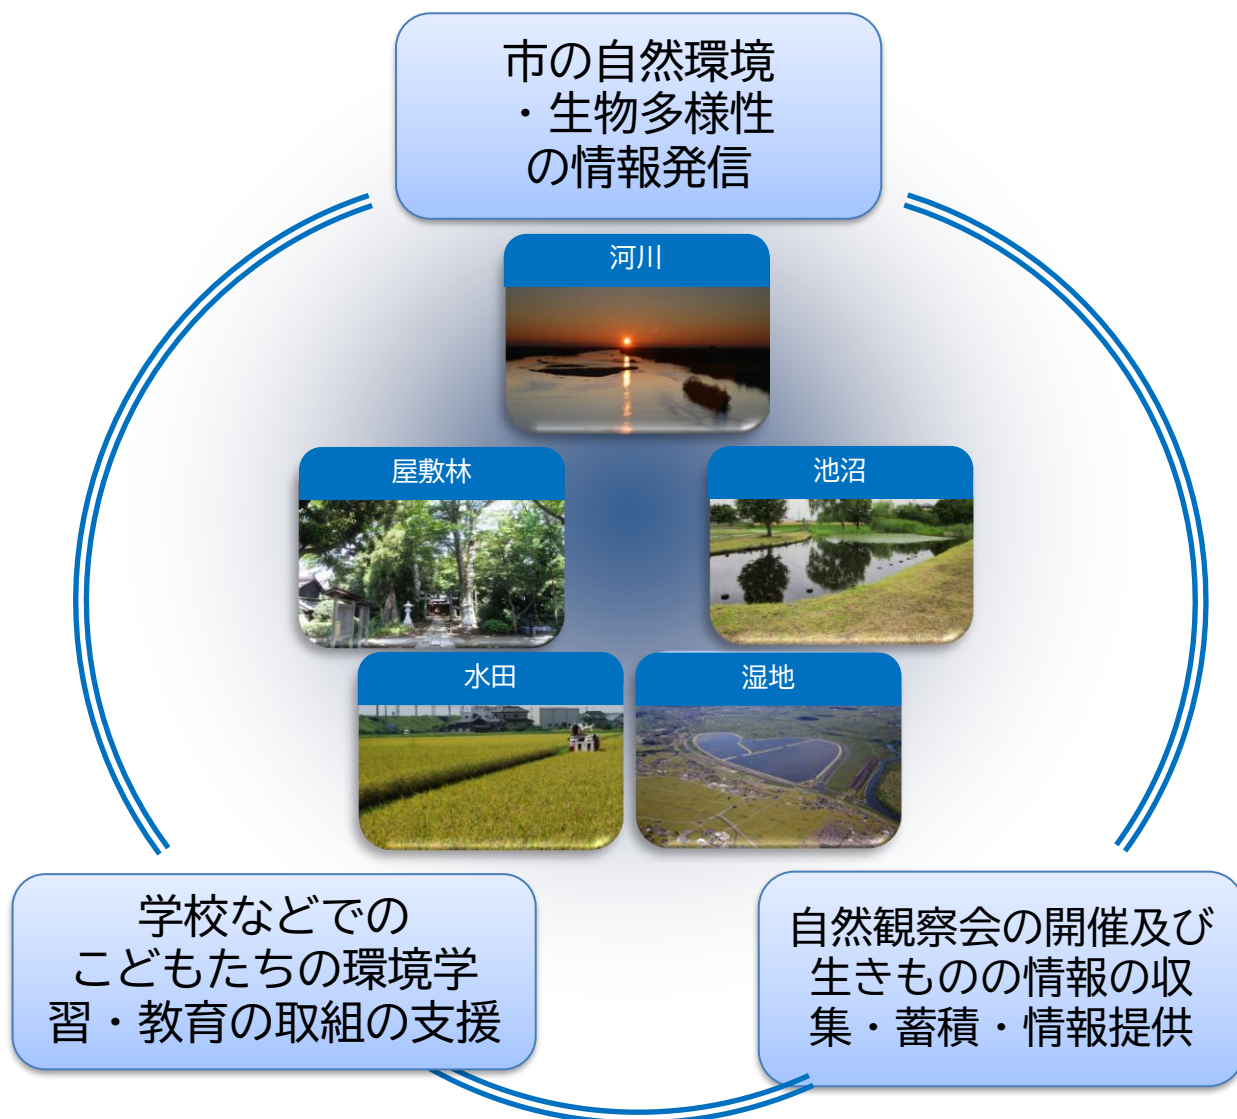 市の自然環境
・生物多様性
の情報発信
河川
屋敷林
池沼
水田
湿地
学校などでの
こどもたちの環境学
習・教育の取組の支援
自然観察会の開催及び
生きものの情報の収
集・蓄積・情報提供